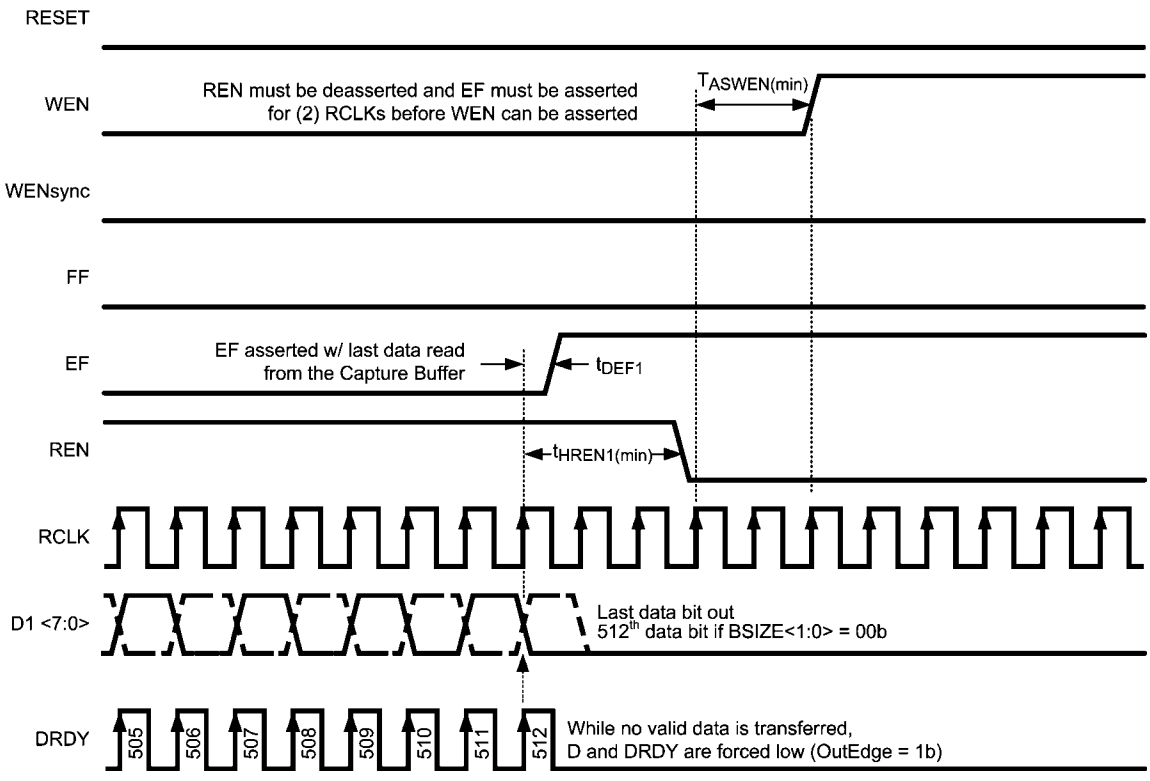 RESET
WEN
REN must be deasserted and EF must be asserted
for (2) RCLKs before WEN can be asserted
TASWEN(min)
WENsync
FF
EF
EF asserted w/ last data read
from the Capture Buffer
tDEF1
REN
tHREN1(min)
RCLK
D1 <7:0>
Last data bit out
512th data bit if BSIZE<1:0> = 00b
DRDY
505
506
507
508
509
510
511
512
While no valid data is transferred,
D and DRDY are forced low (OutEdge = 1b)